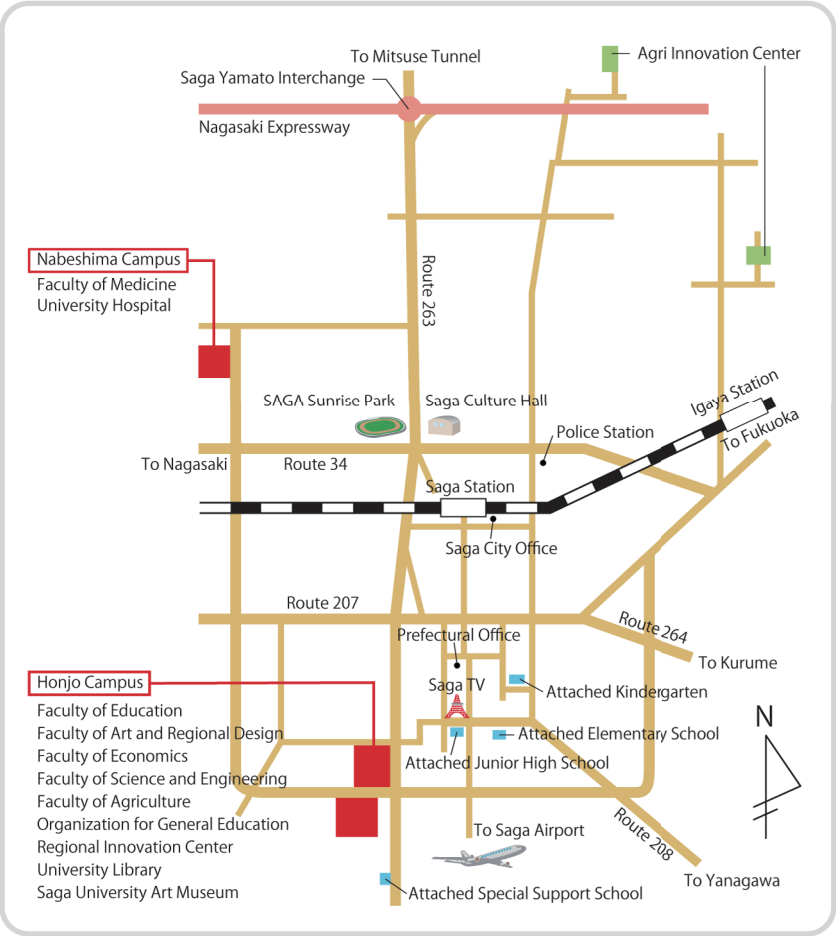 To Mitsuse Tunnel
Agri Innovation Center
Saga Yamato Interchange
Nagasaki Expressway
Nabeshima Campus
Faculty of Medicine
University Hospital
Route 263
SAGA Sunrise Park
Saga Culture Hall
Igaya Station
To Fukuoka
Police Station
To Nagasaki
Route 34
Saga Station
Saga City Office
Route 207
Route 264
Prefectural Office
To Kurume
Saga TV
Attached Kindergarten
Honjo Campus
Faculty of Education
Faculty of Art and Regional Design
Faculty of Economics
Faculty of Science and Engineering
Faculty of Agriculture
Organization for General Education
Regional Innovation Center
University Library
Saga University Art Museum
Attached Elementary School
Attached Junior High School
N
To Saga Airport
Route 208
To Yanagawa
Attached Special Support School